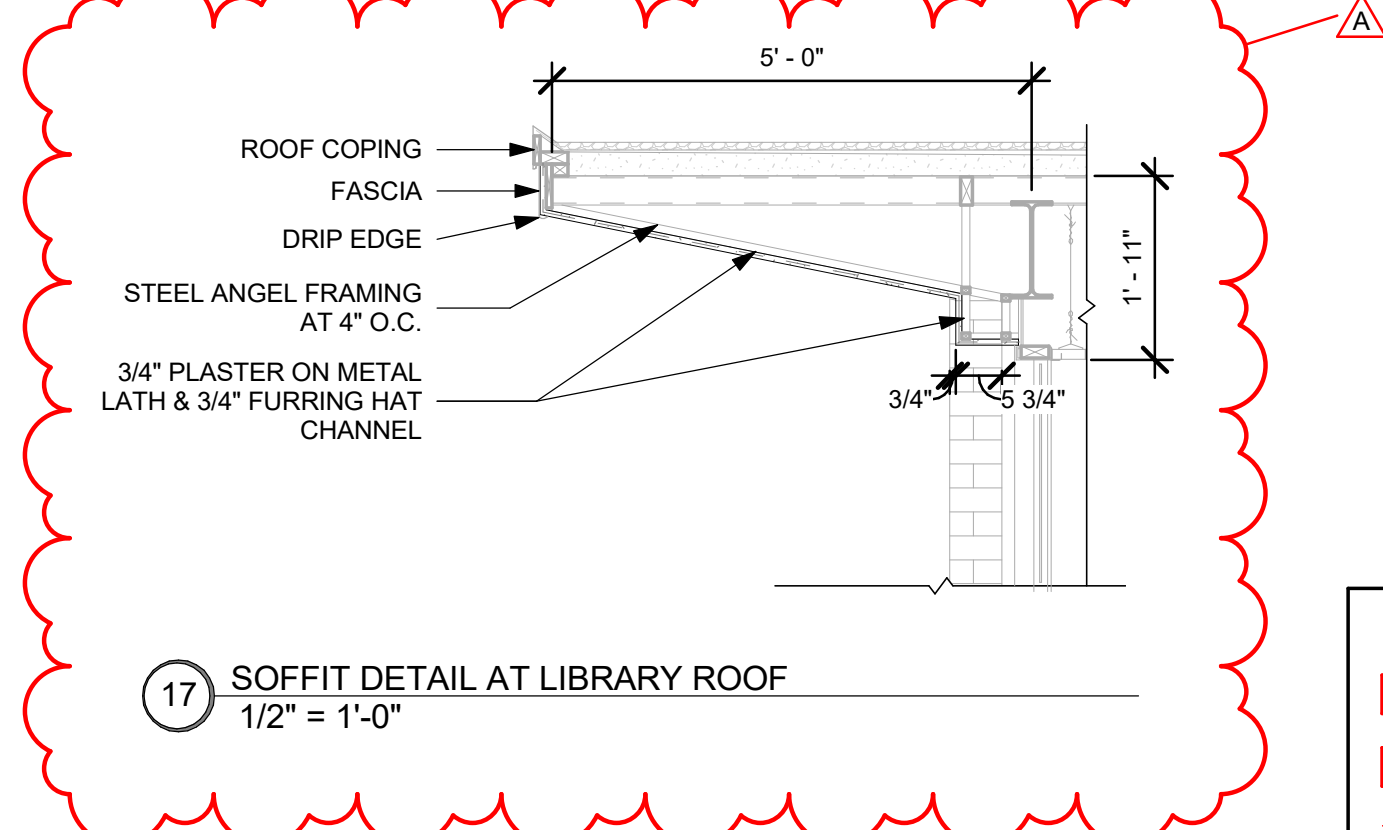 A
5' - 0"
ROOF COPING
FASCIA
DRIP EDGE
STEEL ANGEL FRAMING
AT 4" O.C.
3/4" PLASTER ON METAL
LATH & 3/4" FURRING HAT
CHANNEL
1' - 11"
3/4"
5 3/4"
17
SOFFIT DETAIL AT LIBRARY ROOF
1/2" = 1'-0"